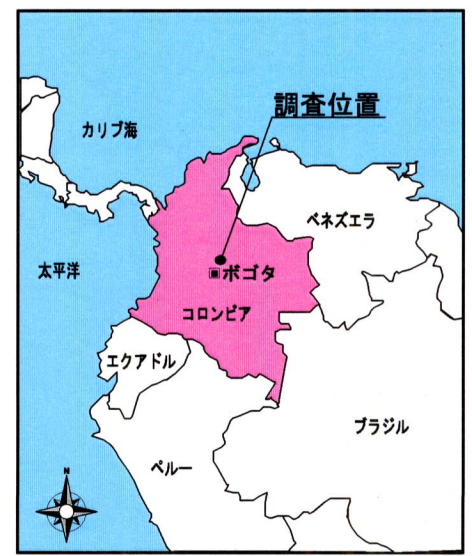 調査位置
カリブ海
ベネズエラ
太平洋
ボゴタ
コロンビア
エクアドル
ブラジル
ペルー
N